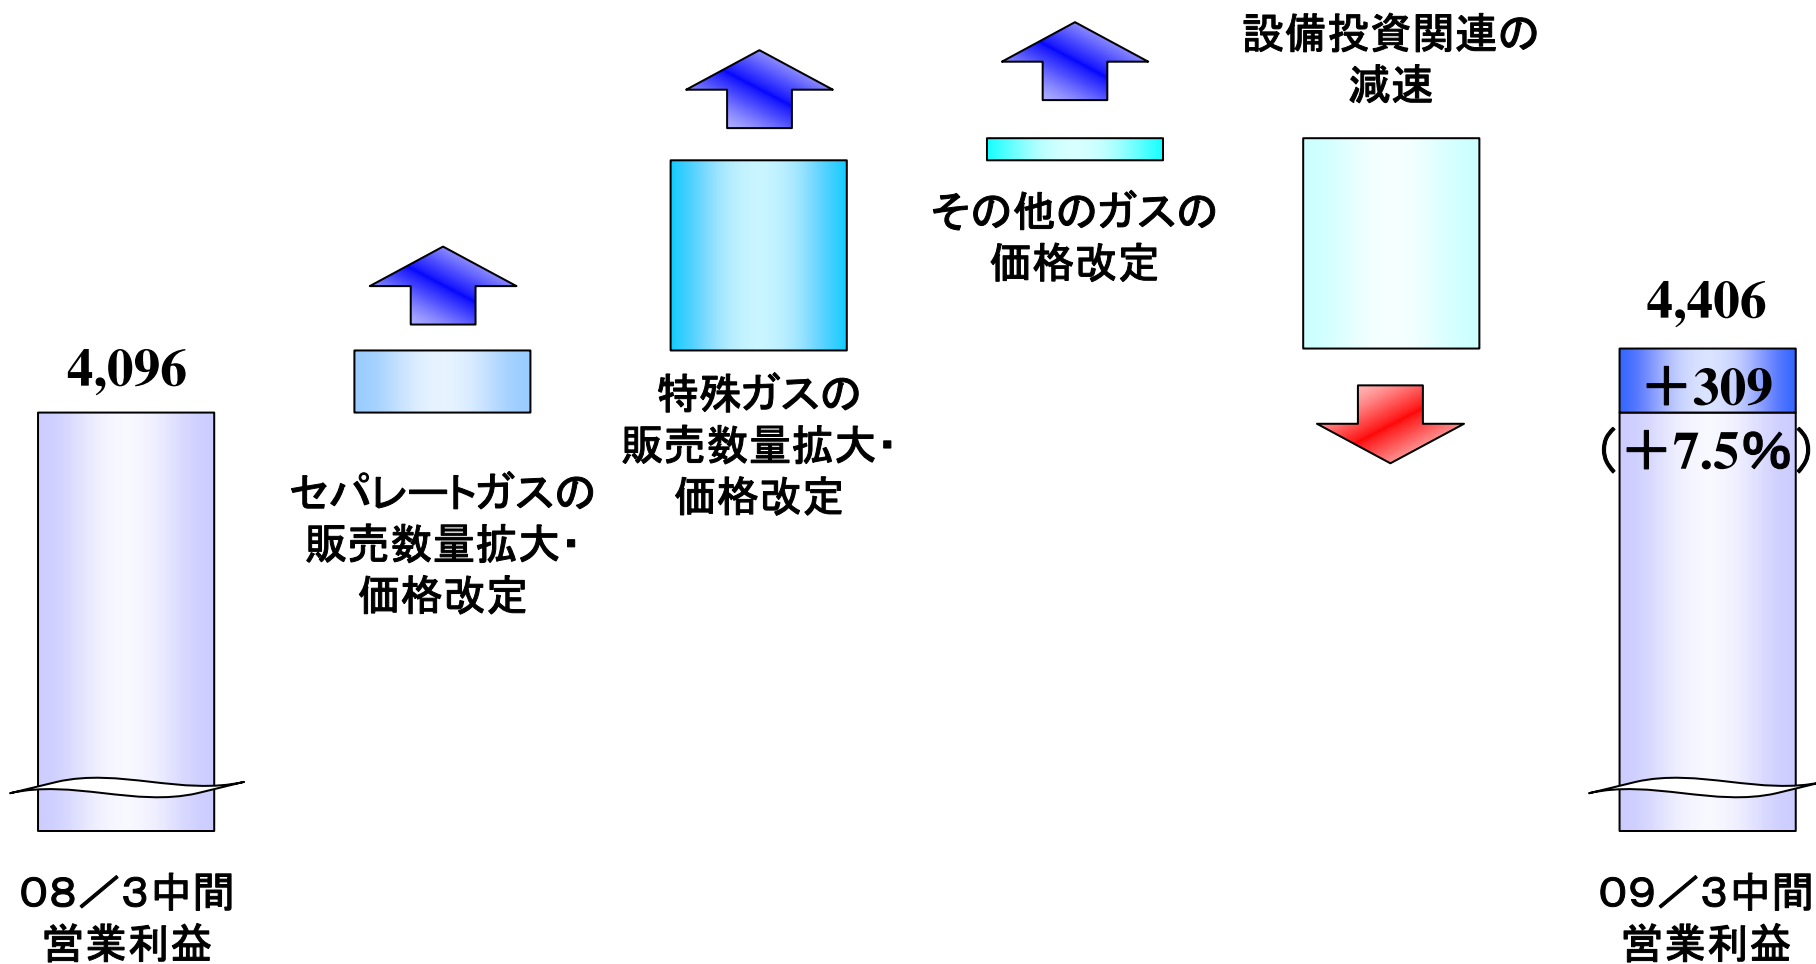 4,096
08/3中間
営業利益
セパレートガスの
販売数量拡大・
価格改定
特殊ガスの
販売数量拡大・
価格改定
その他のガスの
価格改定
設備投資関連の
減速
4,406
+309
(+7.5%)
09/3中間
営業利益